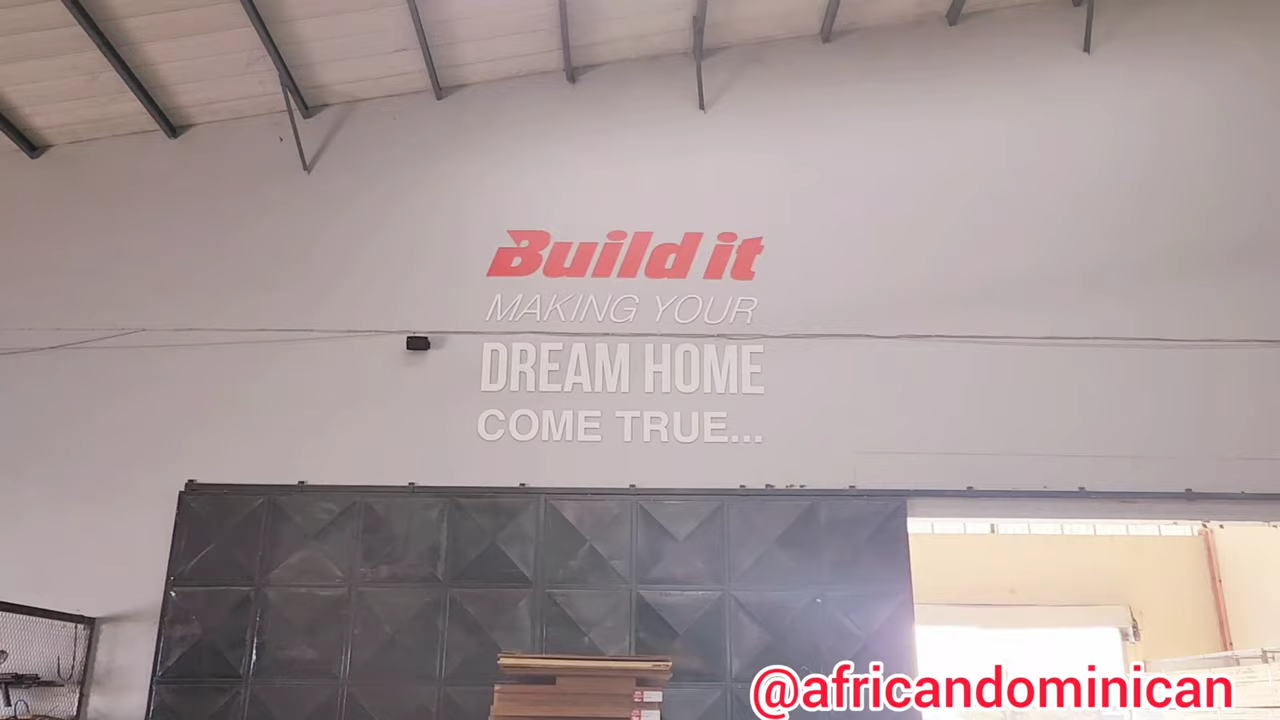 Build it
MAKING YOUR
DREAM HOME
COME TRUE...
@africandominican